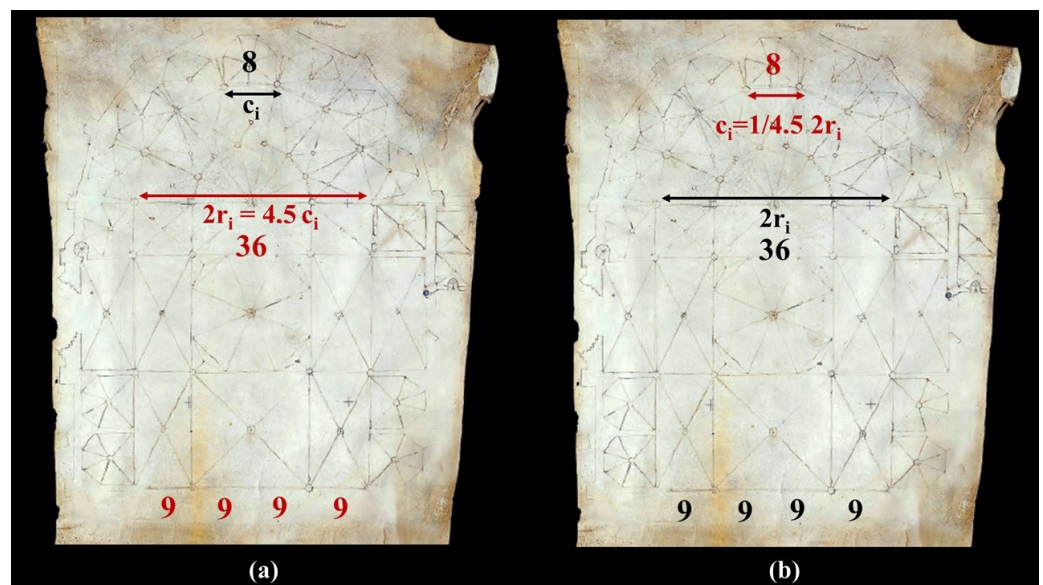 8
cᵢ
2rᵢ = 4.5 cᵢ
36
9 9 9 9
(a)
8
cᵢ=1/4.5 2rᵢ
2rᵢ
36
9 9 9 9
(b)